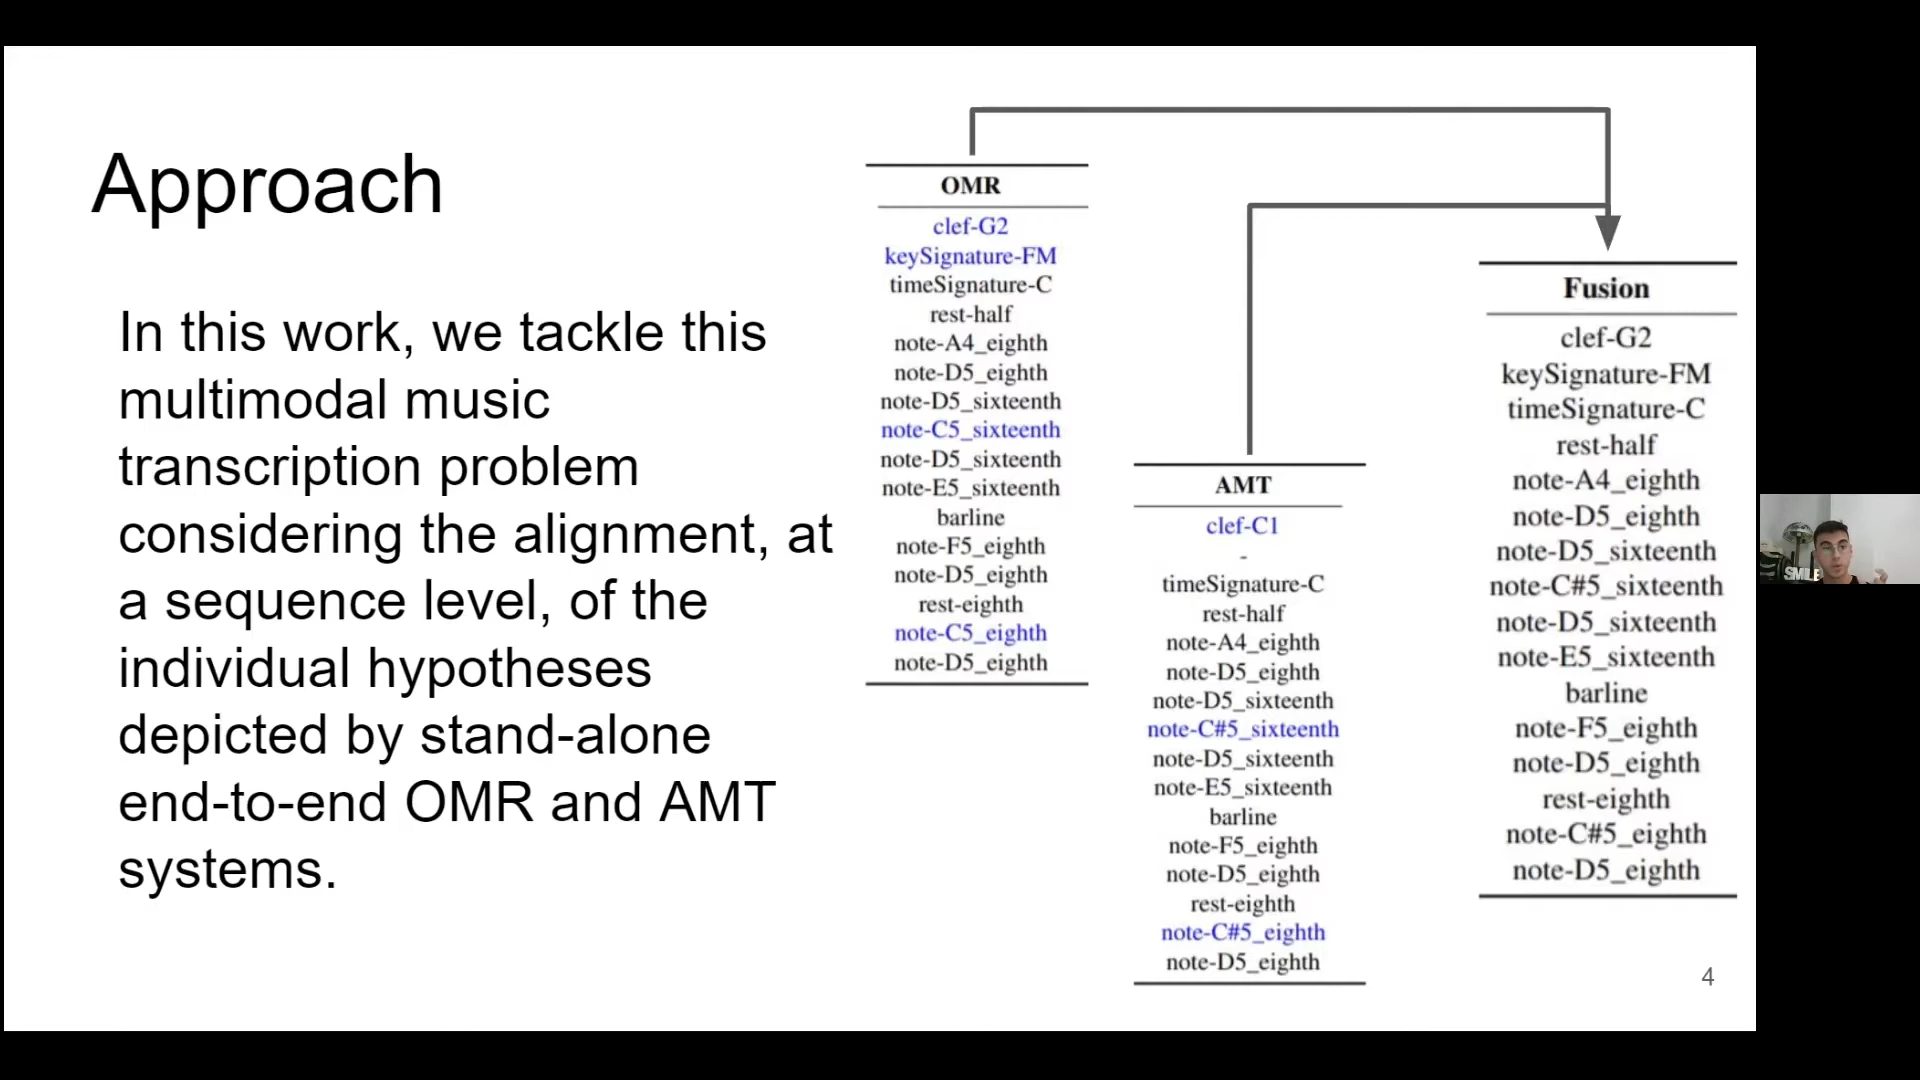 Approach
In this work, we tackle this
multimodal music
transcription problem
considering the alignment, at
a sequence level, of the
individual hypotheses
depicted by stand-alone
end-to-end OMR and AMT
systems.
OMR
clef-G2
keySignature-FM
timeSignature-C
rest-half
note-A4_eighth
note-D5_eighth
note-D5_sixteenth
note-C5_sixteenth
note-D5_sixteenth
note-E5_sixteenth
barline
note-F5_eighth
note-D5_eighth
rest-eighth
note-C5_eighth
note-D5_eighth
AMT
clef-C1
-
timeSignature-C
rest-half
note-A4_eighth
note-D5_eighth
note-D5_sixteenth
note-C#5_sixteenth
note-D5_sixteenth
note-E5_sixteenth
barline
note-F5_eighth
note-D5_eighth
rest-eighth
note-C#5_eighth
note-D5_eighth
Fusion
clef-G2
keySignature-FM
timeSignature-C
rest-half
note-A4_eighth
note-D5_eighth
note-D5_sixteenth
note-C#5_sixteenth
note-D5_sixteenth
note-E5_sixteenth
barline
note-F5_eighth
note-D5_eighth
rest-eighth
note-C#5_eighth
note-D5_eighth
4
SMILE